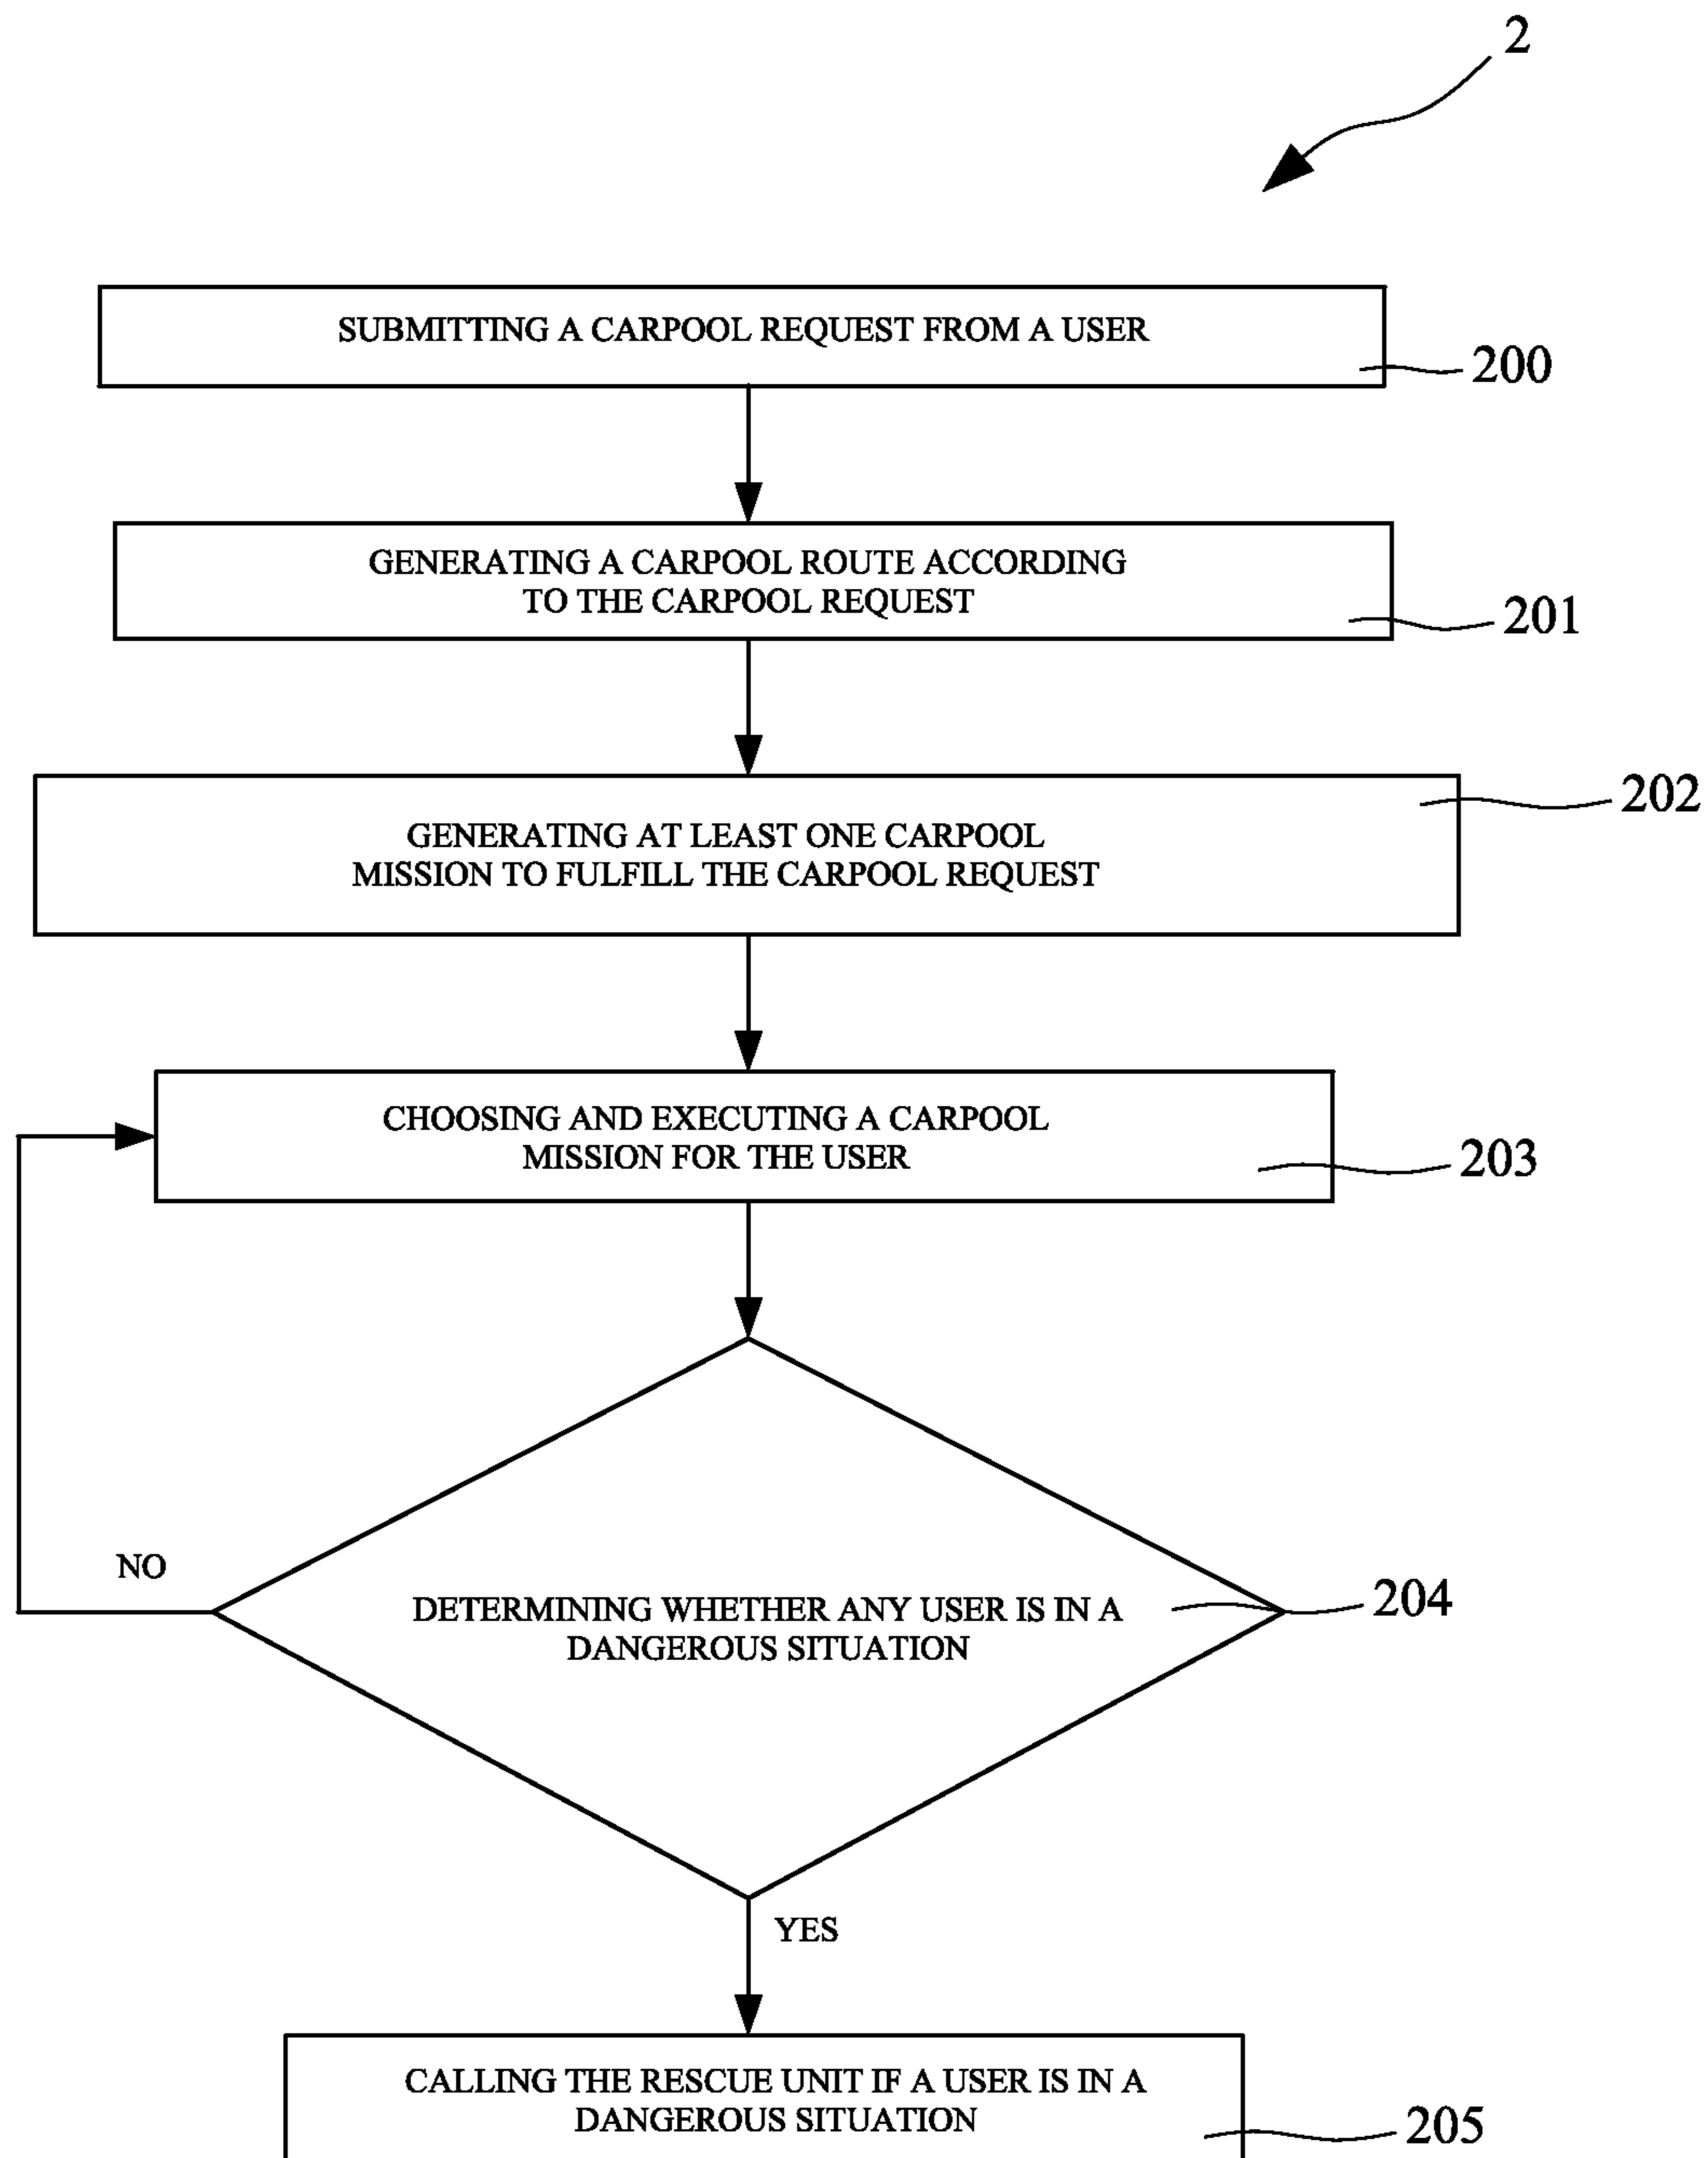 2
SUBMITTING A CARPOOL REQUEST FROM A USER
200
GENERATING A CARPOOL ROUTE ACCORDING
TO THE CARPOOL REQUEST
201
202
GENERATING AT LEAST ONE CARPOOL
MISSION TO FULFILL THE CARPOOL REQUEST
CHOOSING AND EXECUTING A CARPOOL
MISSION FOR THE USER
203
NO
DETERMINING WHETHER ANY USER IS IN A
DANGEROUS SITUATION
204
YES
CALLING THE RESCUE UNIT IF A USER IS IN A
DANGEROUS SITUATION
205